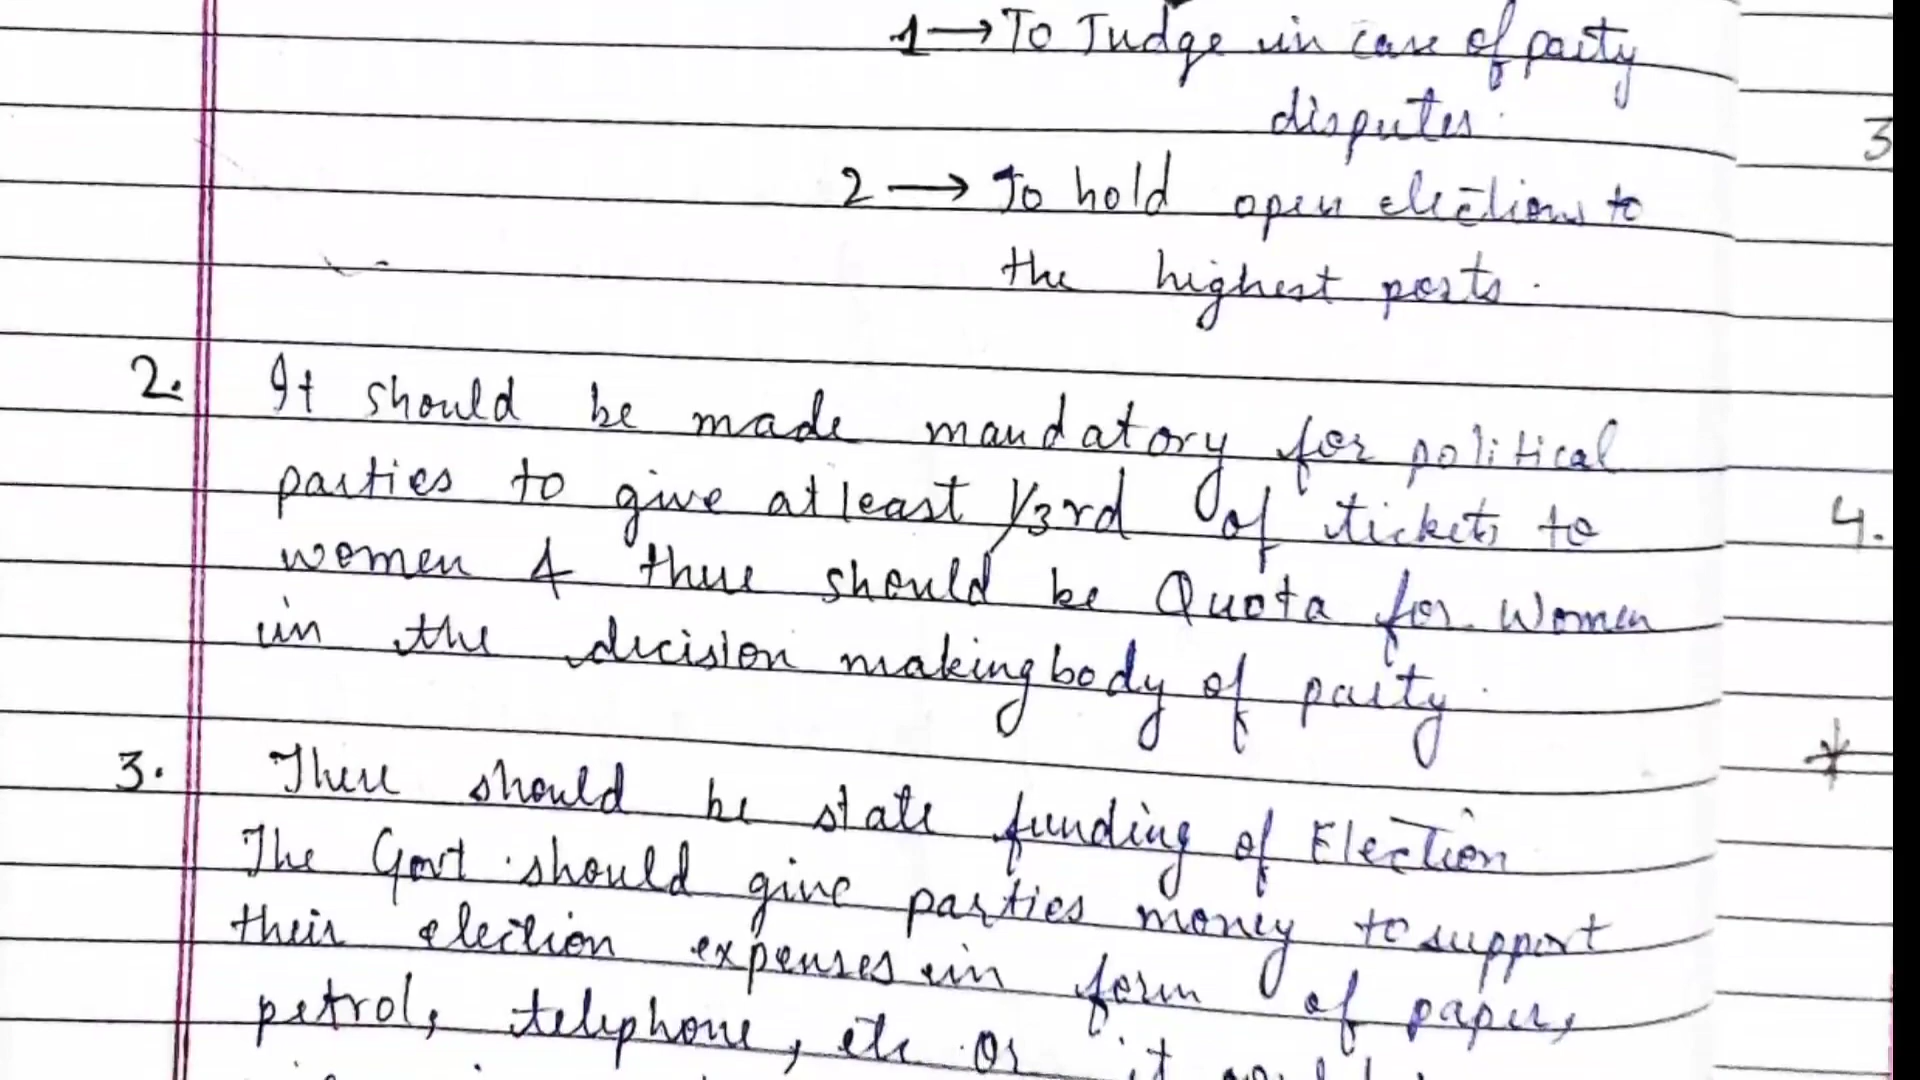 1 → To Judge in case of party
disputes.
2 → To hold open elections to
the highest posts.
2. It should be made mandatory for political
parties to give atleast 1/3rd of tickets to
women & there should be Quota for Women
in the decision making body of party.
3. There should be state funding of Election
The Govt should give parties money to support
their election expenses in form of paper,
petrol, telephone, etc or it
3
4.
*